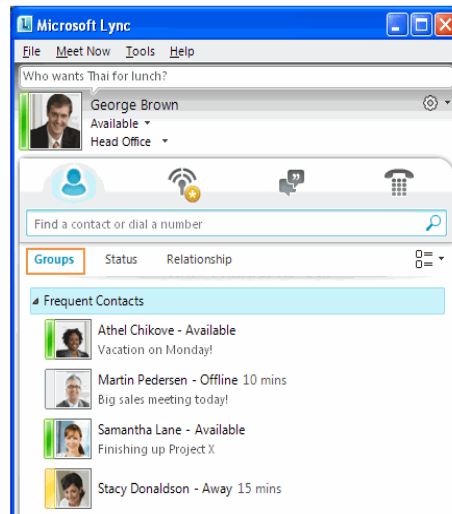 Microsoft Lync
File Meet Now Tools Help
Who wants Thai for lunch?
George Brown
Available
Head Office
Find a contact or dial a number
Groups Status Relationship
Frequent Contacts
Athel Chikove - Available
Vacation on Monday!
Martin Pedersen - Offline 10 mins
Big sales meeting today!
Samantha Lane - Available
Finishing up Project X
Stacy Donaldson - Away 15 mins